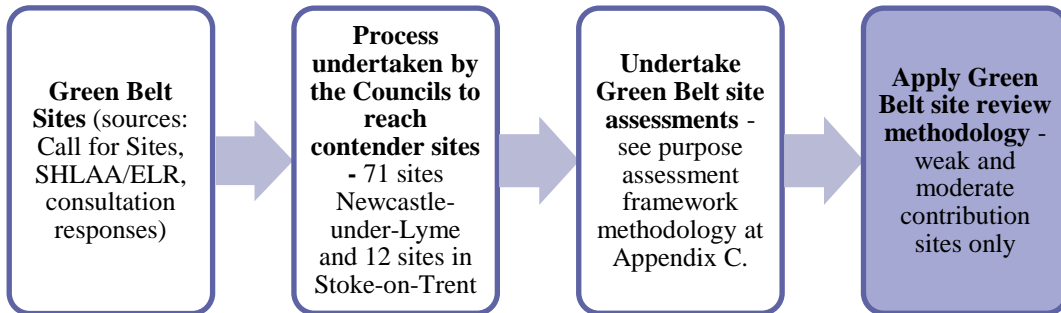 Green Belt
Sites (sources:
Call for Sites,
SHLAA/ELR,
consultation
responses)
Process
undertaken by
the Councils to
reach
contender sites
- 71 sites
Newcastle-
under-Lyme
and 12 sites in
Stoke-on-Trent
Undertake
Green Belt site
assessments -
see purpose
assessment
framework
methodology at
Appendix C.
Apply Green
Belt site review
methodology -
weak and
moderate
contribution
sites only